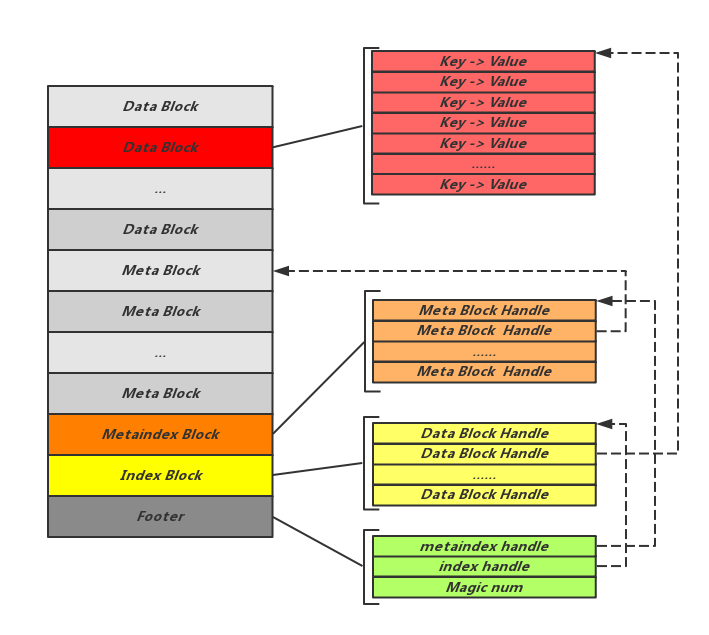 Data Block
Data Block
...
Data Block
Meta Block
Meta Block
...
Meta Block
Metaindex Block
Index Block
Footer
Key -> Value
Key -> Value
Key -> Value
Key -> Value
Key -> Value
......
Key -> Value
Meta Block Handle
Meta Block  Handle
......
Meta Block  Handle
Data Block Handle
Data Block Handle
......
Data Block Handle
metaindex handle
index handle
Magic num